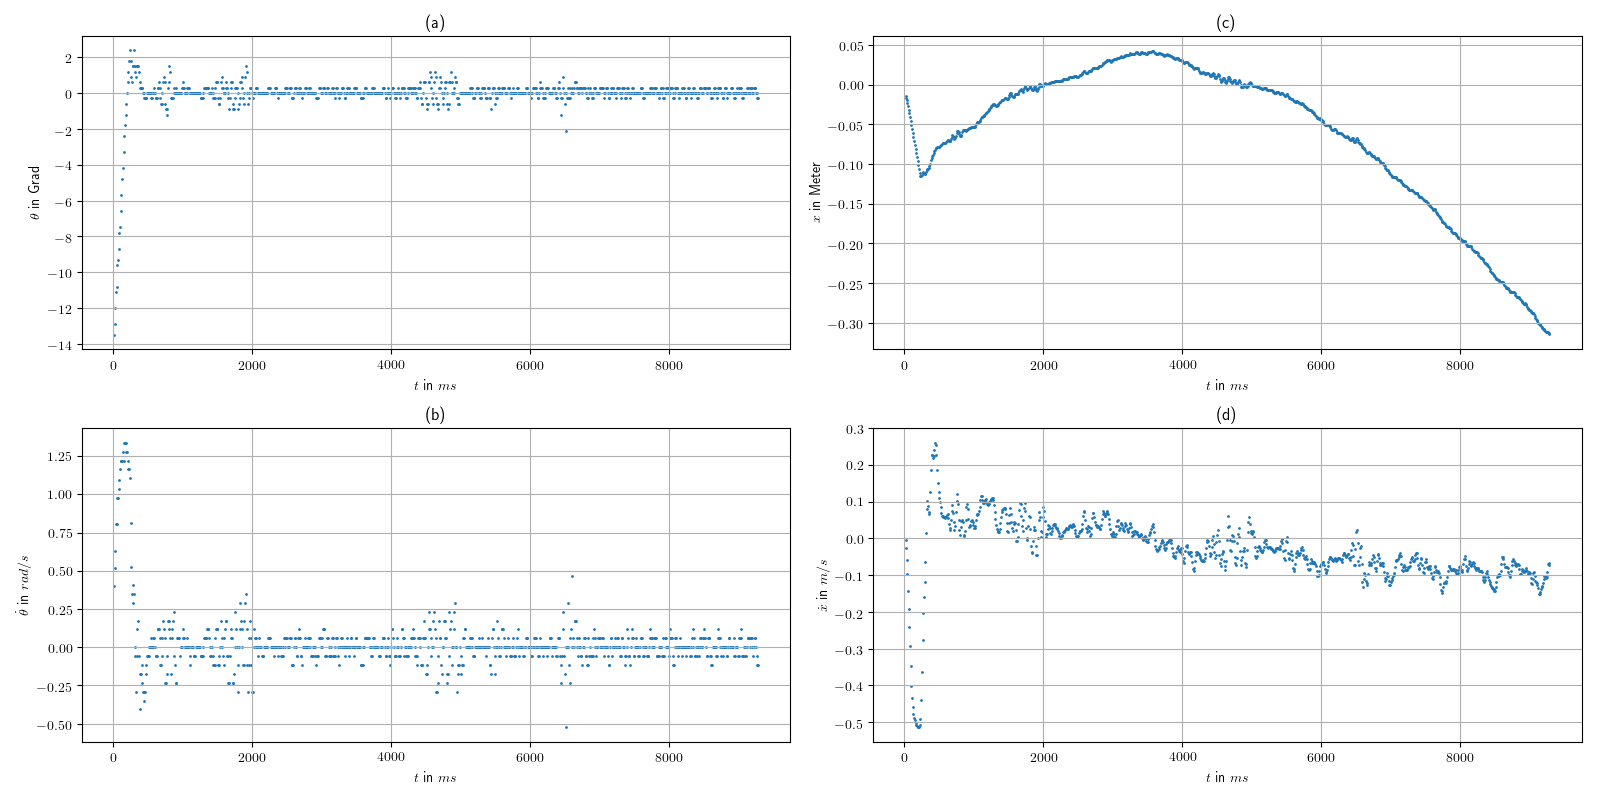 (a)
2
0
−2
−4
−6
−8
−10
−12
−14
θ in Grad
0 2000 4000 6000 8000
t in ms
(b)
1.25
1.00
0.75
0.50
0.25
0.00
−0.25
−0.50
θ̇ in rad/s
0 2000 4000 6000 8000
t in ms
(c)
0.05
0.00
−0.05
−0.10
−0.15
−0.20
−0.25
−0.30
x in Meter
0 2000 4000 6000 8000
t in ms
(d)
0.3
0.2
0.1
0.0
−0.1
−0.2
−0.3
−0.4
−0.5
ẋ in m/s
0 2000 4000 6000 8000
t in ms